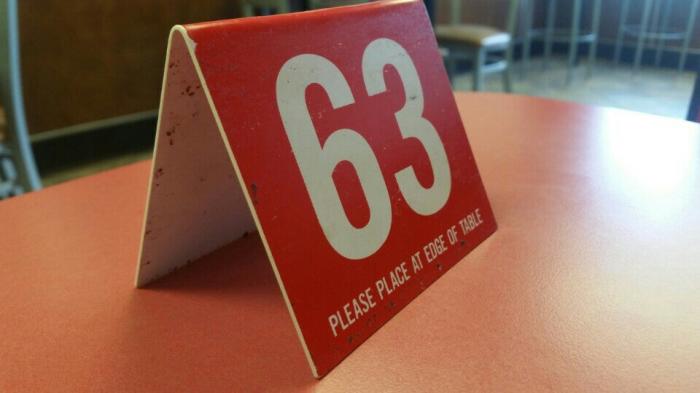 63
PLEASE PLACE AT EDGE OF TABLE